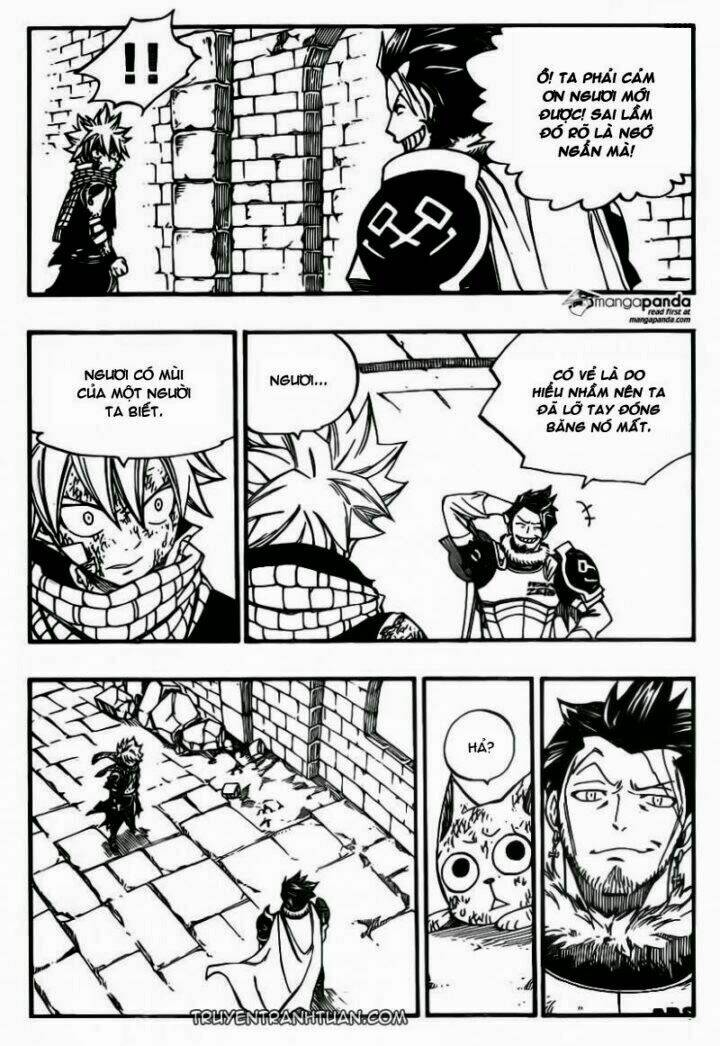 !!
Ồ! TA PHẢI CẢM
ƠN NGƯƠI MỚI
ĐƯỢC! SAI LẦM
ĐÓ RÕ LÀ NGỚ
NGẨN MÀ!
mangapanda
read first at
mangapanda.com
NGƯƠI CÓ MÙI
CỦA MỘT NGƯỜI
TA BIẾT.
NGƯƠI...
CÓ VẺ LÀ DO
HIỂU NHẦM NÊN TA
ĐÃ LỠ TAY ĐÓNG
BĂNG NÓ MẤT.
HẢ?
TRUYENTRANHTUAN.COM